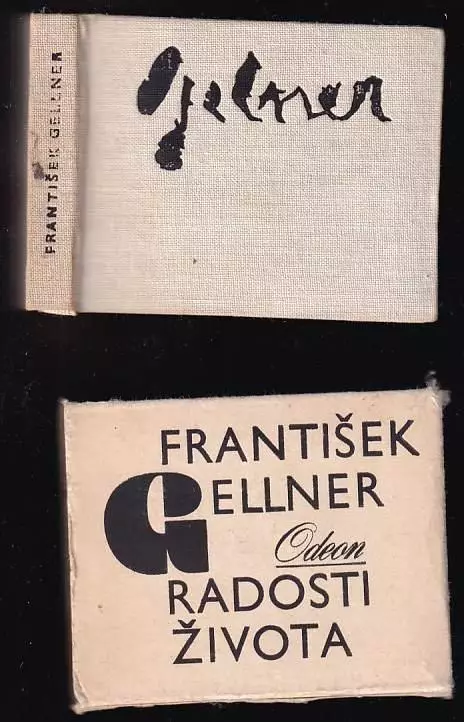 FRANTIŠEK GELLNER
Gellner
FRANTIŠEK
GELLNER
Odeon
RADOSTI
ŽIVOTA